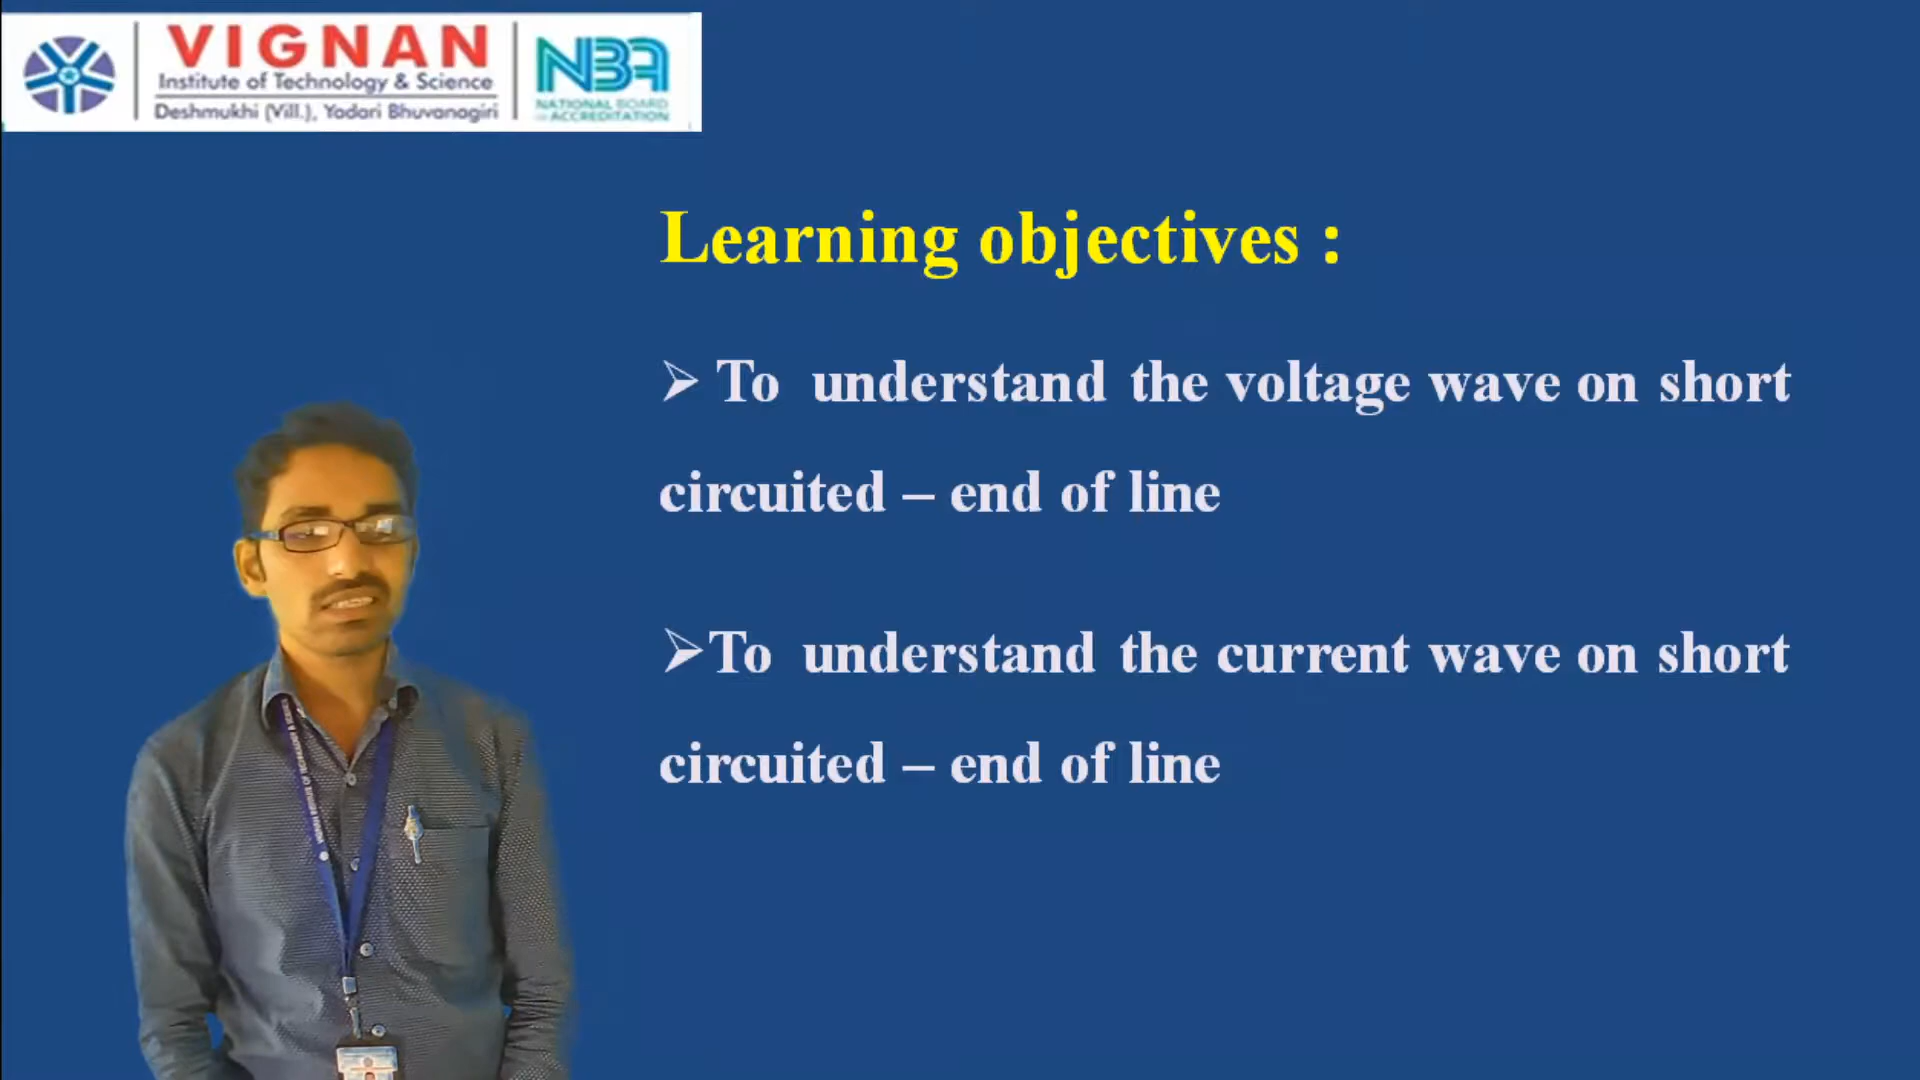 VIGNAN
Institute of Technology & Science
Deshmukhi (Vill.), Yadari Bhuvanagiri
NBA
NATIONAL BOARD
OF ACCREDITATION
Learning objectives :
➢ To understand the voltage wave on short
circuited – end of line
➢To understand the current wave on short
circuited – end of line